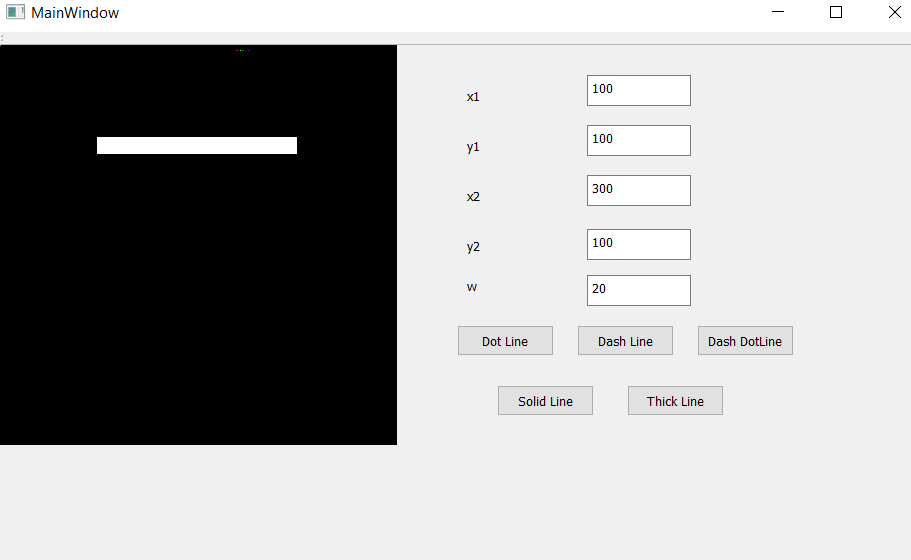 MainWindow
x1 100
y1 100
x2 300
y2 100
w 20
Dot Line Dash Line Dash DotLine
Solid Line Thick Line